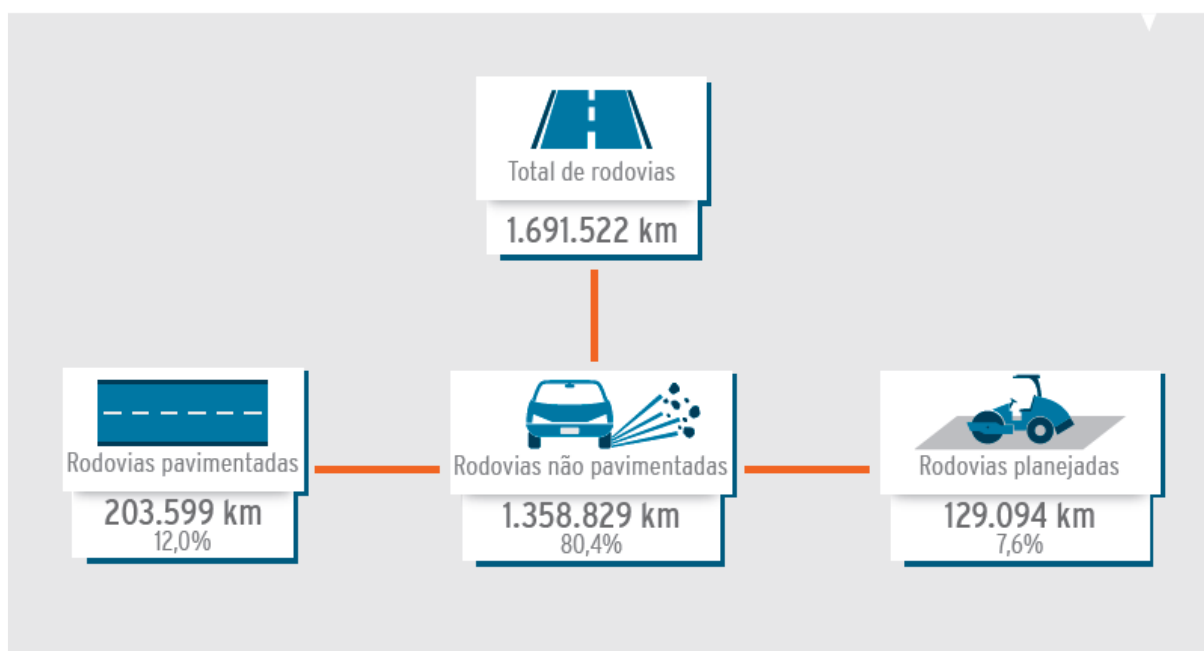 Total de rodovias
1.691.522 km
Rodovias pavimentadas
203.599 km
12,0%
Rodovias não pavimentadas
1.358.829 km
80,4%
Rodovias planejadas
129.094 km
7,6%